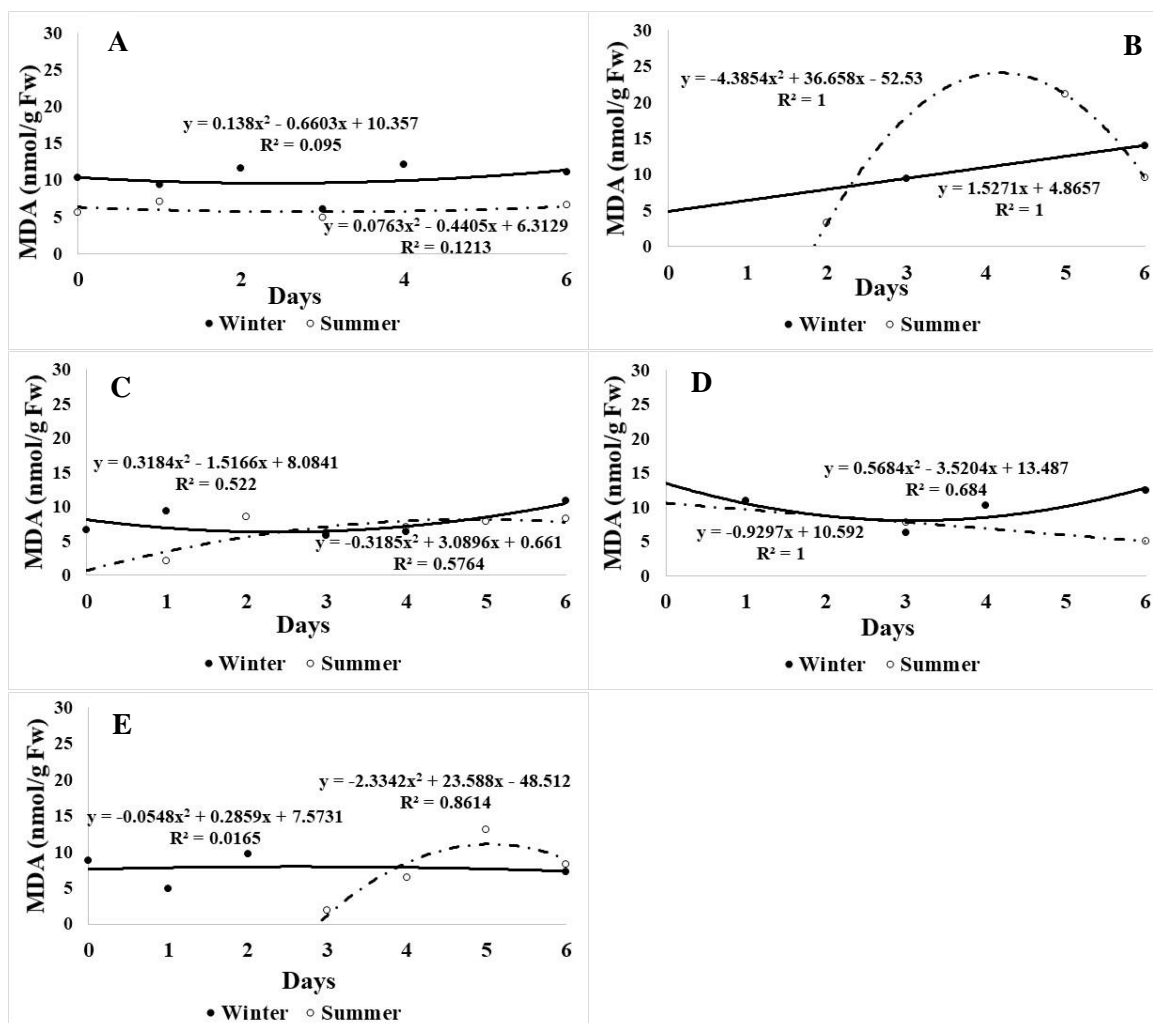 A
MDA (nmol/g Fw)
30
25
20
15
10
5
0
y = 0.138x² - 0.6603x + 10.357
R² = 0.095
y = 0.0763x² - 0.4405x + 6.3129
R² = 0.1213
0 2 4 6
Days
Winter Summer
B
MDA (nmol/g Fw)
30
25
20
15
10
5
0
y = -4.3854x² + 36.658x - 52.53
R² = 1
y = 1.5271x + 4.8657
R² = 1
0 1 2 3 4 5 6
Days
Winter Summer
C
MDA (nmol/g Fw)
30
25
20
15
10
5
0
y = 0.3184x² - 1.5166x + 8.0841
R² = 0.522
y = -0.3185x² + 3.0896x + 0.661
R² = 0.5764
0 1 2 3 4 5 6
Days
Winter Summer
D
MDA (nmol/g Fw)
30
25
20
15
10
5
0
y = 0.5684x² - 3.5204x + 13.487
R² = 0.684
y = -0.9297x + 10.592
R² = 1
0 1 2 3 4 5 6
Days
Winter Summer
E
MDA (nmol/g Fw)
30
25
20
15
10
5
0
y = -2.3342x² + 23.588x - 48.512
R² = 0.8614
y = -0.0548x² + 0.2859x + 7.5731
R² = 0.0165
0 1 2 3 4 5 6
Days
Winter Summer